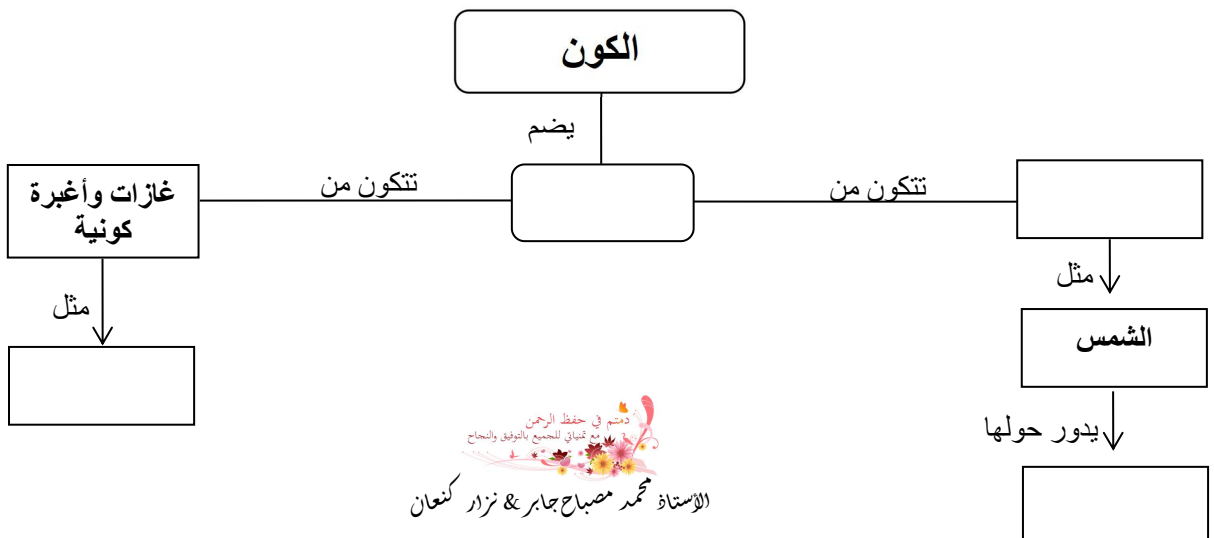 الكون
يضم
تتكون من
تتكون من
غازات وأغبرة
كونية
مثل
مثل
الشمس
يدور حولها
دمتم في حفظ الرحمن
مع تمنياتي للجميع بالتوفيق والنجاح
الأستاذ محمد مصباح جابر & نزار كنعان